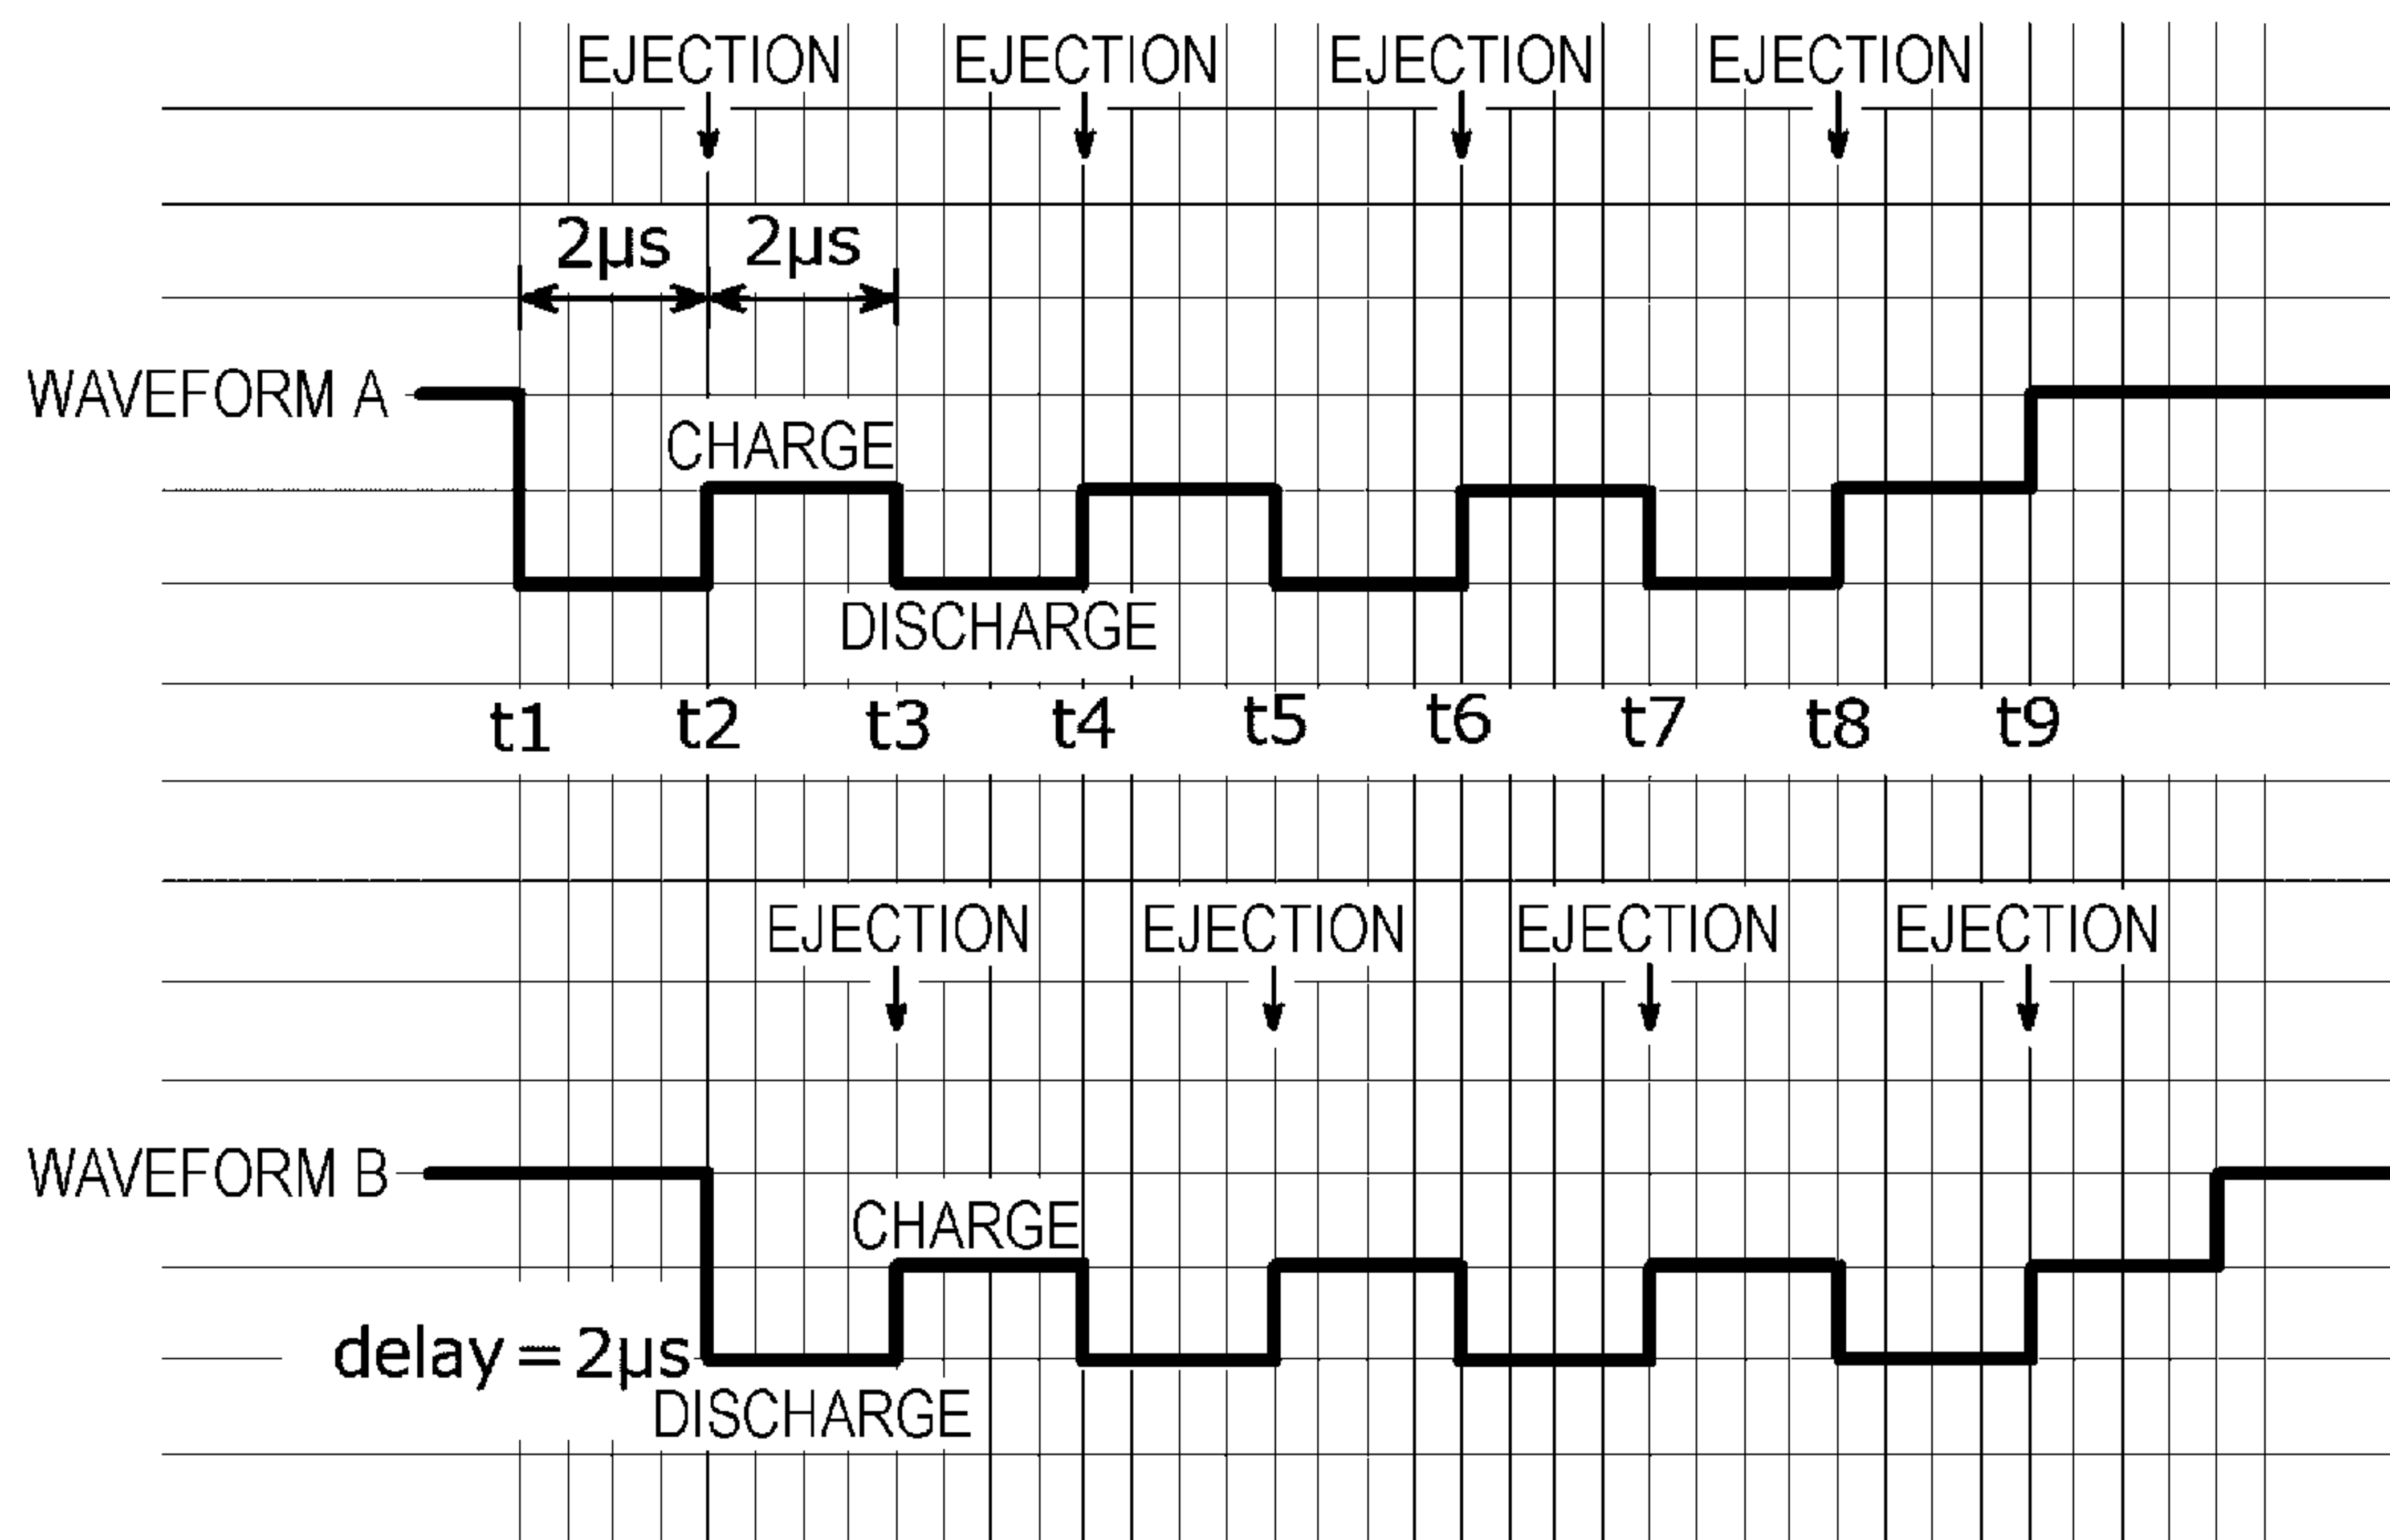 EJECTION EJECTION EJECTION EJECTION
2μs 2μs
WAVEFORM A
CHARGE
DISCHARGE
t1 t2 t3 t4 t5 t6 t7 t8 t9
EJECTION EJECTION EJECTION EJECTION
WAVEFORM B
CHARGE
delay=2μs
DISCHARGE